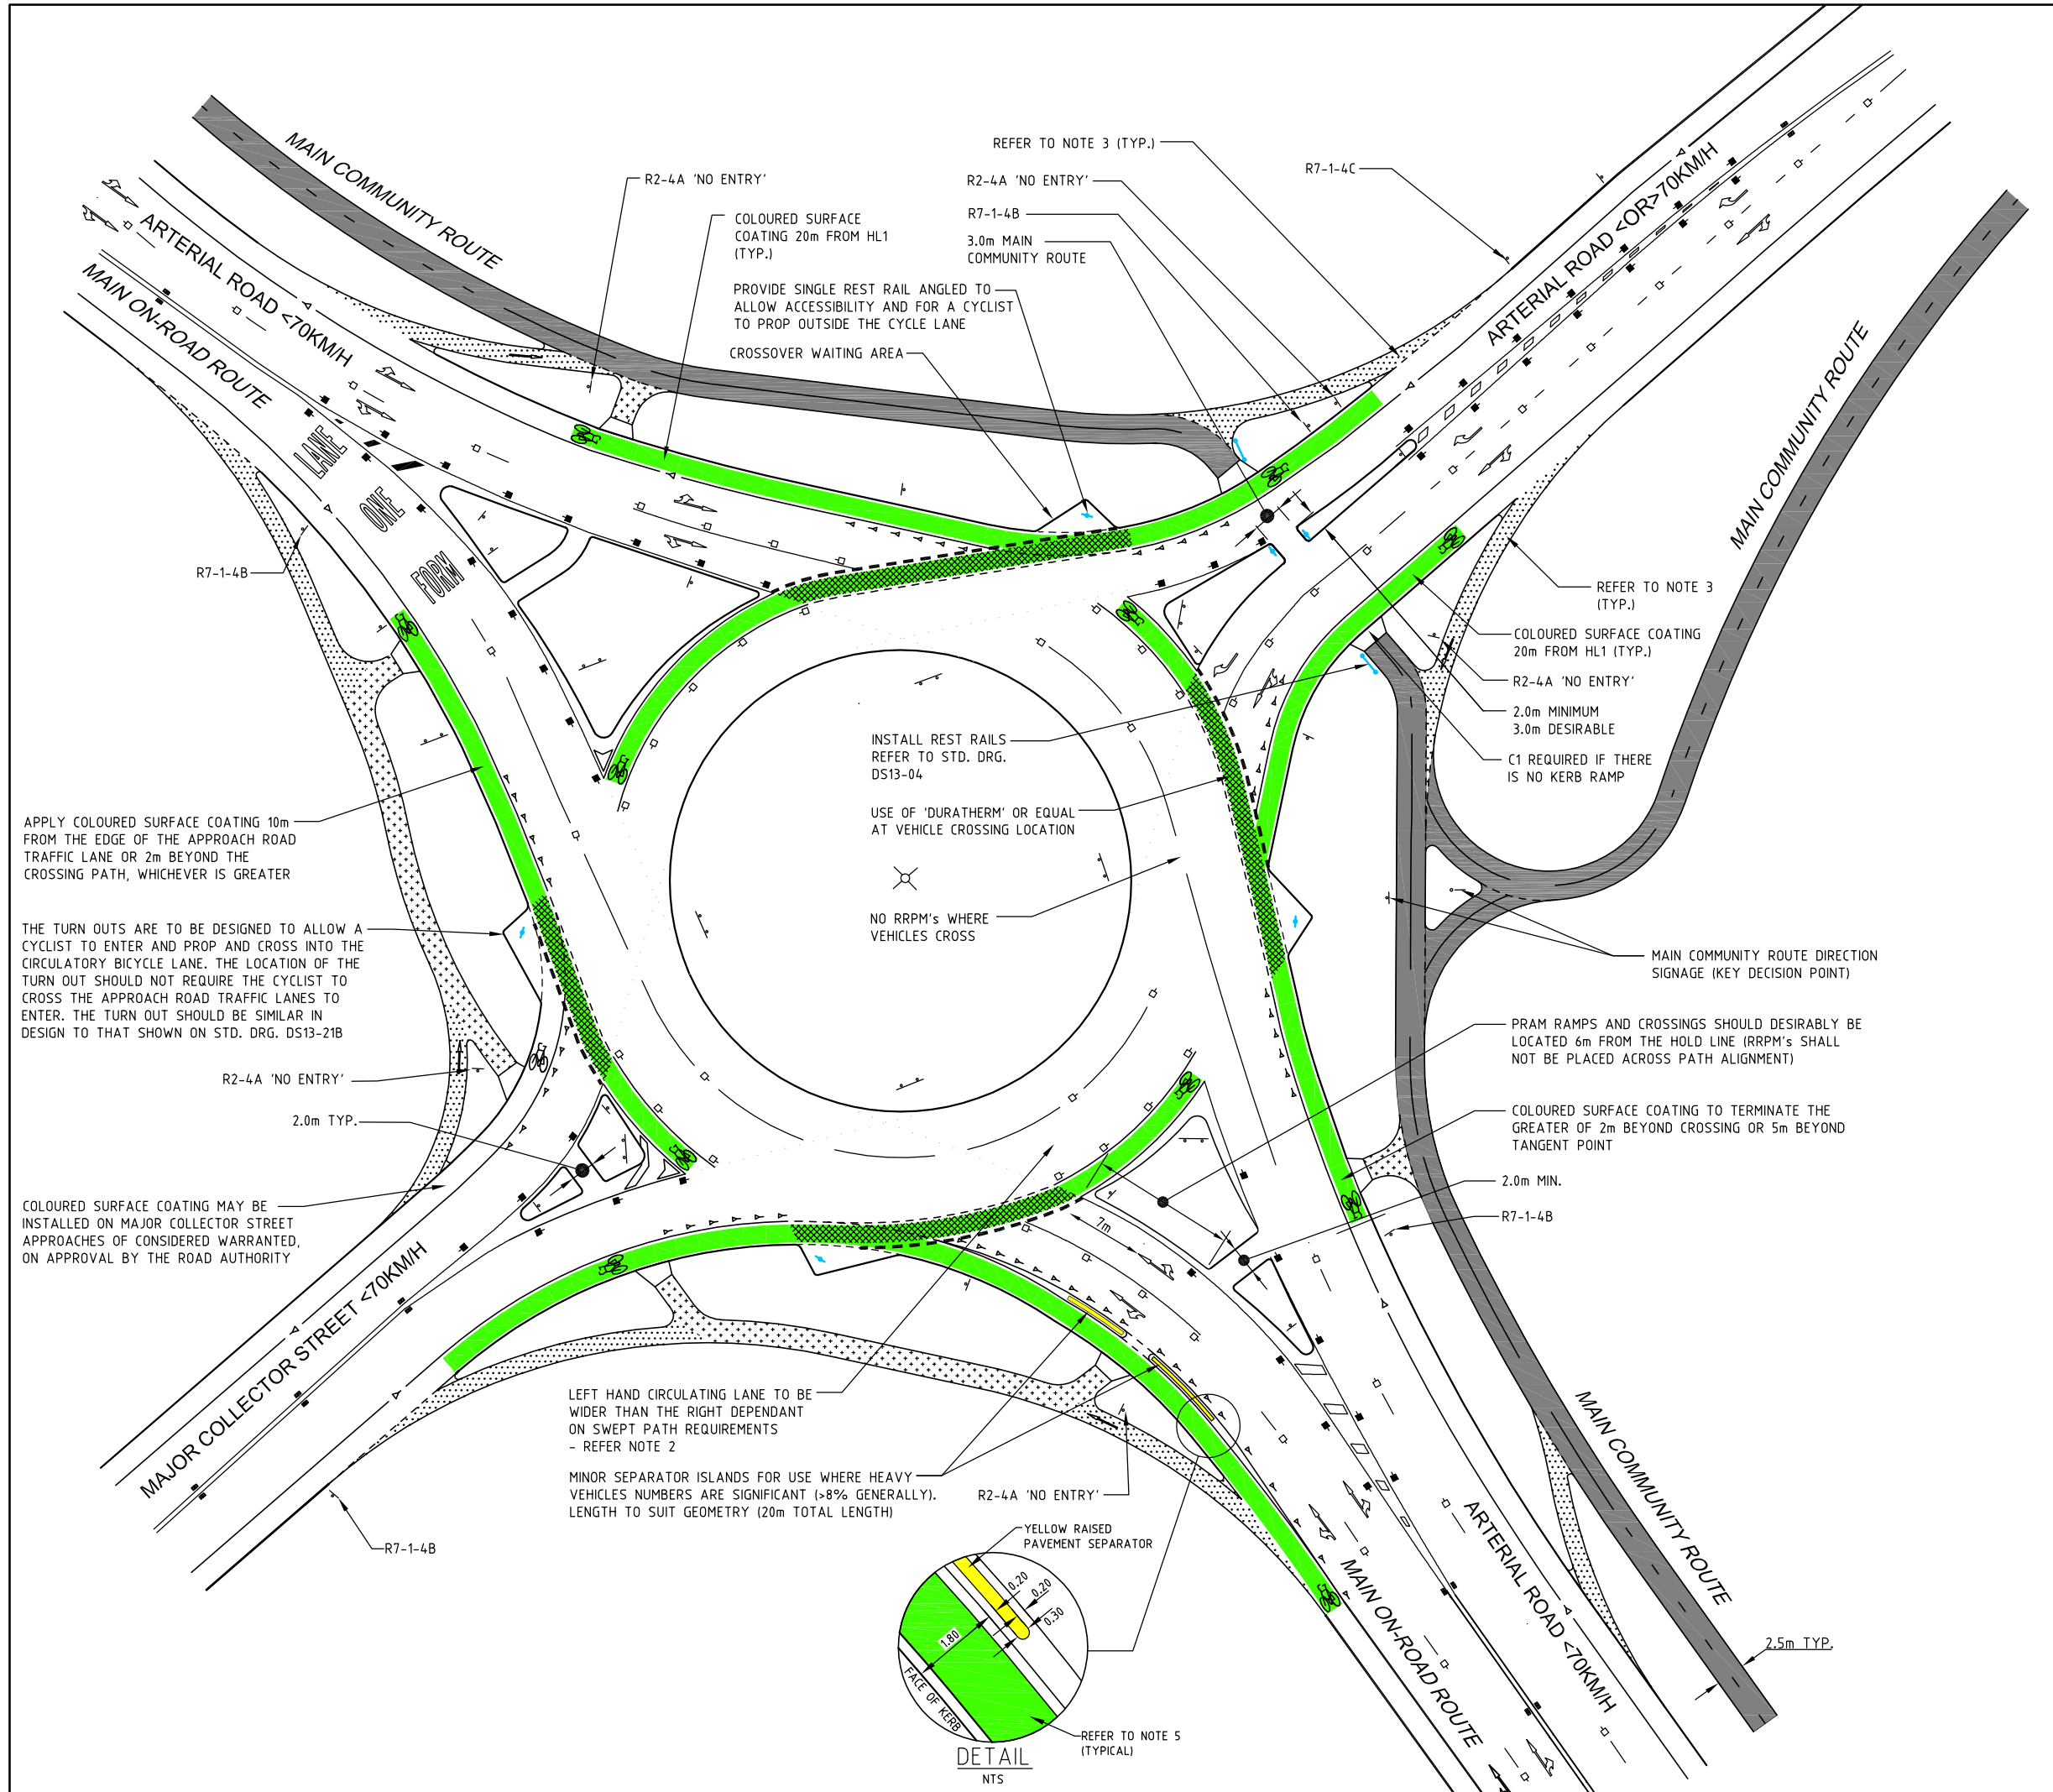 MAIN COMMUNITY ROUTE
ARTERIAL ROAD <70KM/H
MAIN ON-ROAD ROUTE
R2-4A 'NO ENTRY'
COLOURED SURFACE
COATING 20m FROM HL1
(TYP.)
PROVIDE SINGLE REST RAIL ANGLED TO
ALLOW ACCESSIBILITY AND FOR A CYCLIST
TO PROP OUTSIDE THE CYCLE LANE
CROSSOVER WAITING AREA
REFER TO NOTE 3 (TYP.)
R2-4A 'NO ENTRY'
R7-1-4B
3.0m MAIN
COMMUNITY ROUTE
R7-1-4C
ARTERIAL ROAD <OR>70KM/H
MAIN COMMUNITY ROUTE
LANE
ONE
FORM
R7-1-4B
REFER TO NOTE 3
(TYP.)
COLOURED SURFACE COATING
20m FROM HL1 (TYP.)
R2-4A 'NO ENTRY'
2.0m MINIMUM
3.0m DESIRABLE
C1 REQUIRED IF THERE
IS NO KERB RAMP
INSTALL REST RAILS
REFER TO STD. DRG.
DS13-04
USE OF 'DURATHERM' OR EQUAL
AT VEHICLE CROSSING LOCATION
NO RRPM's WHERE
VEHICLES CROSS
APPLY COLOURED SURFACE COATING 10m
FROM THE EDGE OF THE APPROACH ROAD
TRAFFIC LANE OR 2m BEYOND THE
CROSSING PATH, WHICHEVER IS GREATER
THE TURN OUTS ARE TO BE DESIGNED TO ALLOW A
CYCLIST TO ENTER AND PROP AND CROSS INTO THE
CIRCULATORY BICYCLE LANE. THE LOCATION OF THE
TURN OUT SHOULD NOT REQUIRE THE CYCLIST TO
CROSS THE APPROACH ROAD TRAFFIC LANES TO
ENTER. THE TURN OUT SHOULD BE SIMILAR IN
DESIGN TO THAT SHOWN ON STD. DRG. DS13-21B
R2-4A 'NO ENTRY'
2.0m TYP.
COLOURED SURFACE COATING MAY BE
INSTALLED ON MAJOR COLLECTOR STREET
APPROACHES OF CONSIDERED WARRANTED,
ON APPROVAL BY THE ROAD AUTHORITY
MAJOR COLLECTOR STREET <70KM/H
R7-1-4B
MAIN COMMUNITY ROUTE DIRECTION
SIGNAGE (KEY DECISION POINT)
PRAM RAMPS AND CROSSINGS SHOULD DESIRABLY BE
LOCATED 6m FROM THE HOLD LINE (RRPM's SHALL
NOT BE PLACED ACROSS PATH ALIGNMENT)
COLOURED SURFACE COATING TO TERMINATE THE
GREATER OF 2m BEYOND CROSSING OR 5m BEYOND
TANGENT POINT
2.0m MIN.
R7-1-4B
7m
LEFT HAND CIRCULATING LANE TO BE
WIDER THAN THE RIGHT DEPENDANT
ON SWEPT PATH REQUIREMENTS
- REFER NOTE 2
MINOR SEPARATOR ISLANDS FOR USE WHERE HEAVY
VEHICLES NUMBERS ARE SIGNIFICANT (>8% GENERALLY).
LENGTH TO SUIT GEOMETRY (20m TOTAL LENGTH)
R2-4A 'NO ENTRY'
YELLOW RAISED
PAVEMENT SEPARATOR
0.20
0.20
0.30
1.80
FACE OF KERB
REFER TO NOTE 5
(TYPICAL)
DETAIL
NTS
MAIN ON-ROAD ROUTE
ARTERIAL ROAD <70KM/H
MAIN COMMUNITY ROUTE
2.5m TYP.